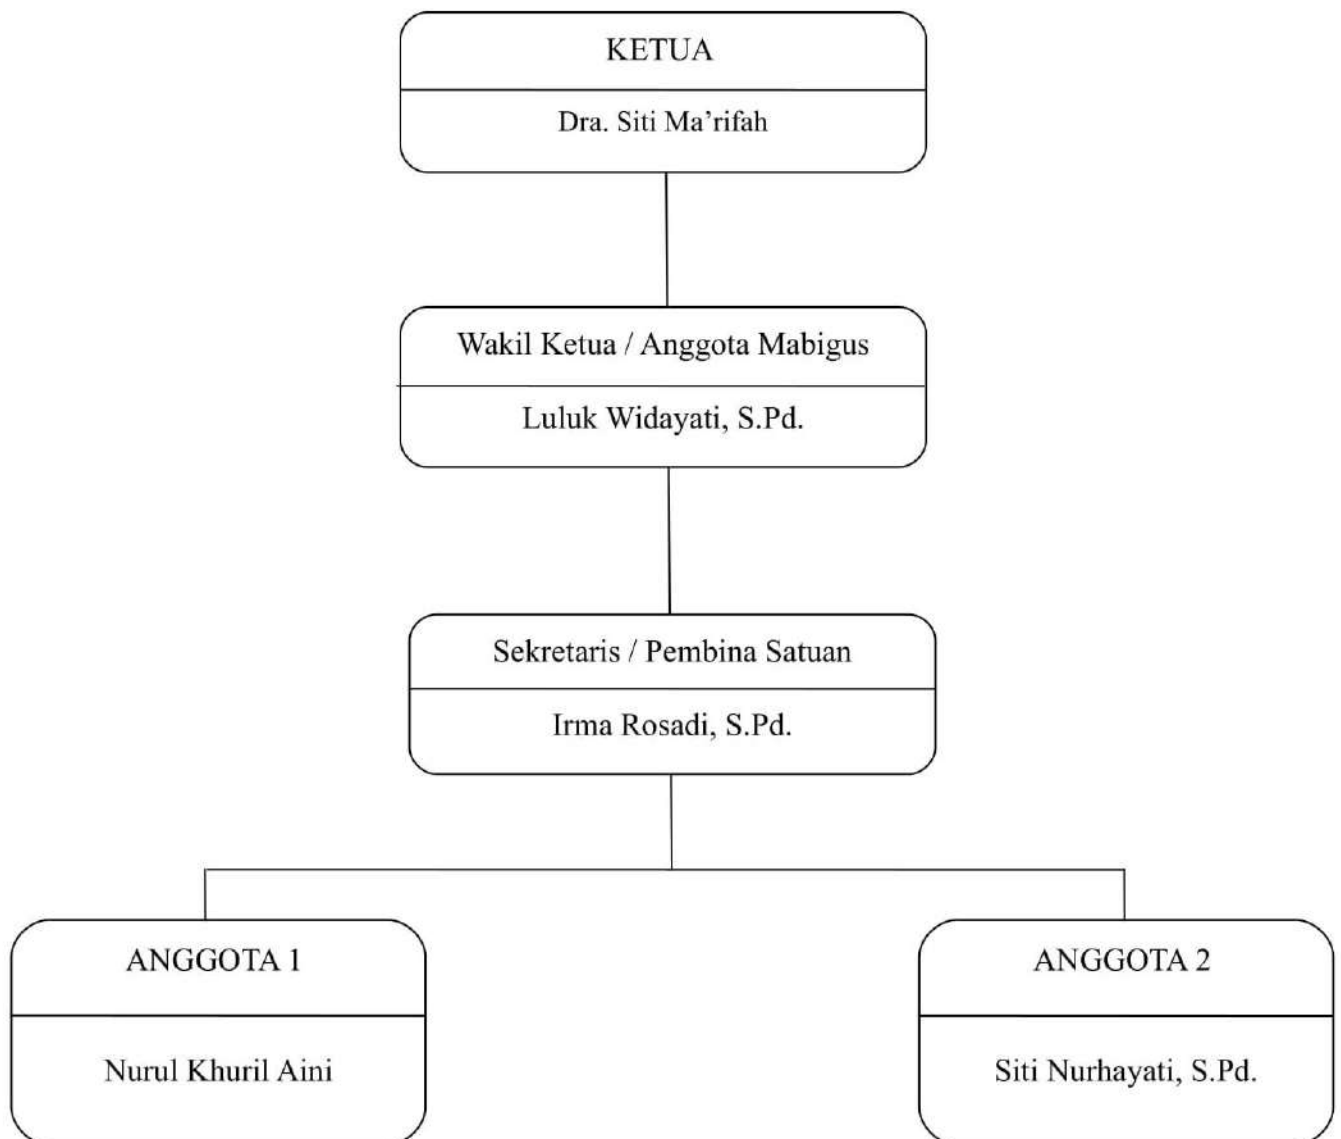 KETUA
Dra. Siti Ma’rifah
Wakil Ketua / Anggota Mabigus
Luluk Widayati, S.Pd.
Sekretaris / Pembina Satuan
Irma Rosadi, S.Pd.
ANGGOTA 1
Nurul Khuril Aini
ANGGOTA 2
Siti Nurhayati, S.Pd.